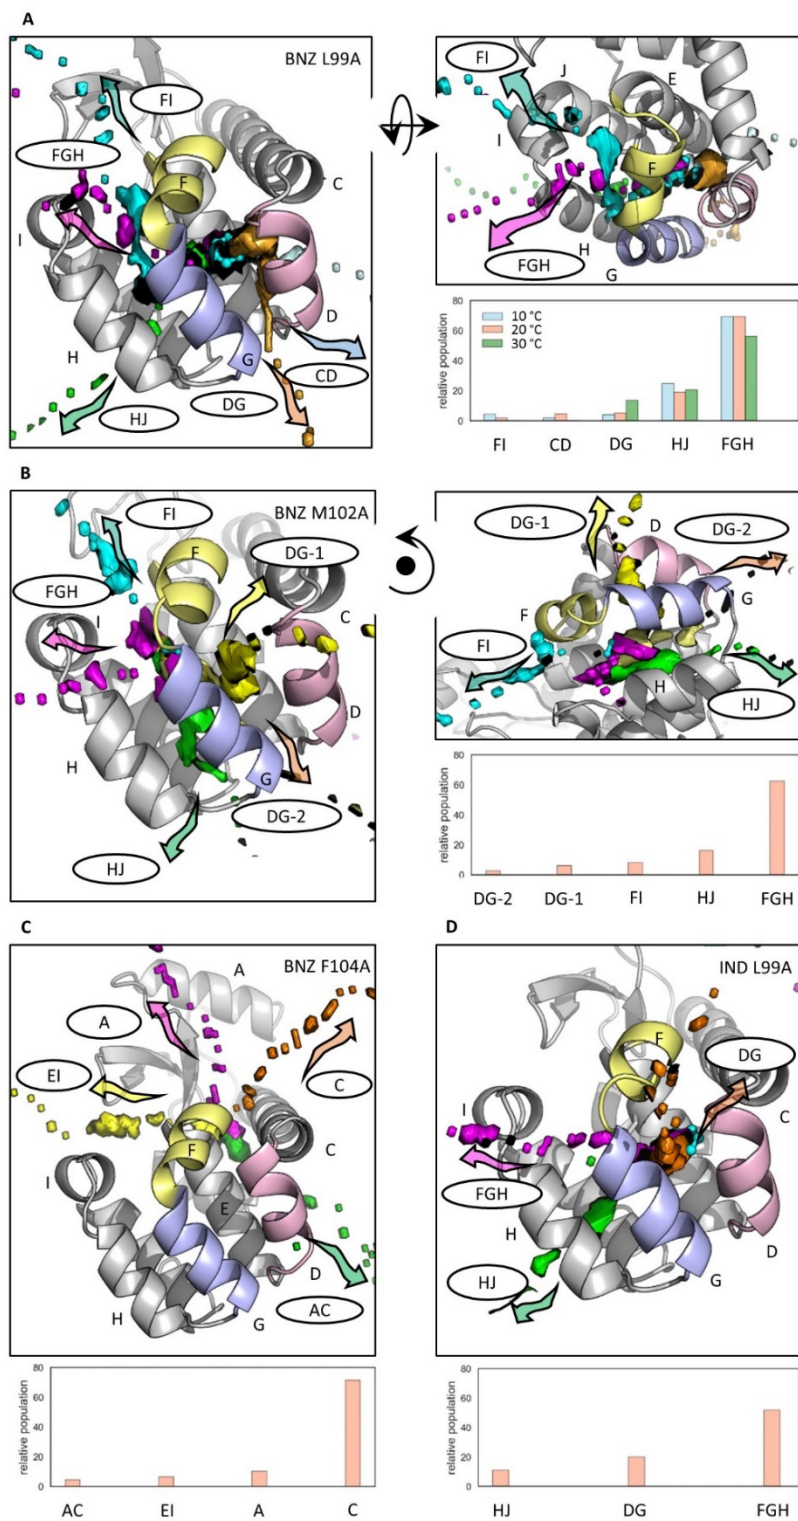 A
BNZ L99A
FI
FGH
F
C
I
D
G
CD
H
DG
HJ
FI
J
E
I
F
FGH
H
G
relative population
80
60
40
20
0
10 °C
20 °C
30 °C
FI CD DG HJ FGH
B
BNZ M102A
FI
F
DG-1
FGH
I
C
D
H
G
DG-2
HJ
DG-1
D
DG-2
G
F
FI
H
HJ
relative population
80
60
40
20
0
DG-2 DG-1 FI HJ FGH
C
BNZ F104A
A
A
EI
C
F
C
I
E
D
H
G
AC
relative population
80
60
40
20
0
AC EI A C
D
IND L99A
F
DG
I
C
FGH
H
D
G
HJ
relative population
80
60
40
20
0
HJ DG FGH